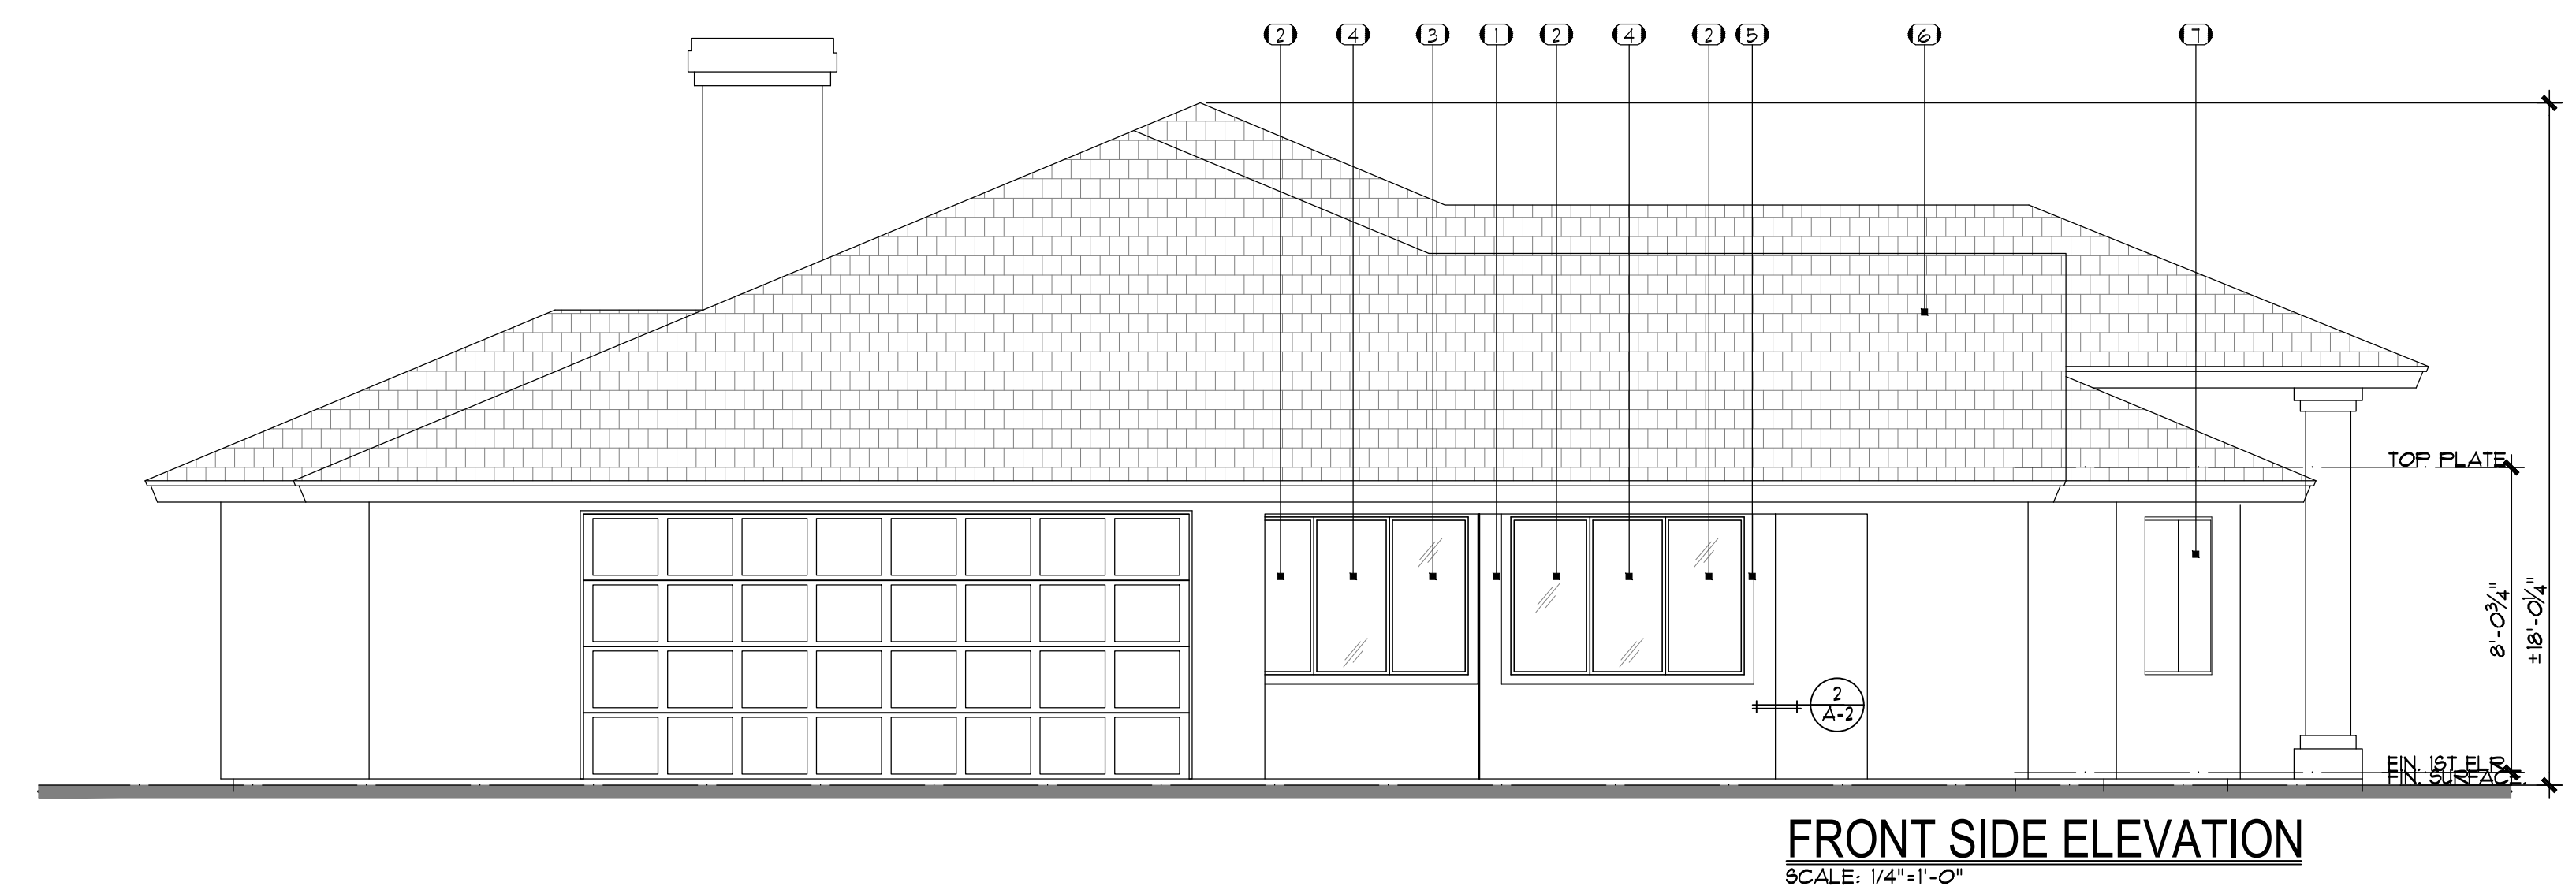 2 4 3 1 2 4 2 5 6 7
TOP PLATE
8'-0¾"
±18'-0¼"
2
A-2
FIN. 1ST FLR.
FIN. SURFACE.
FRONT SIDE ELEVATION
SCALE: 1/4"=1'-0"